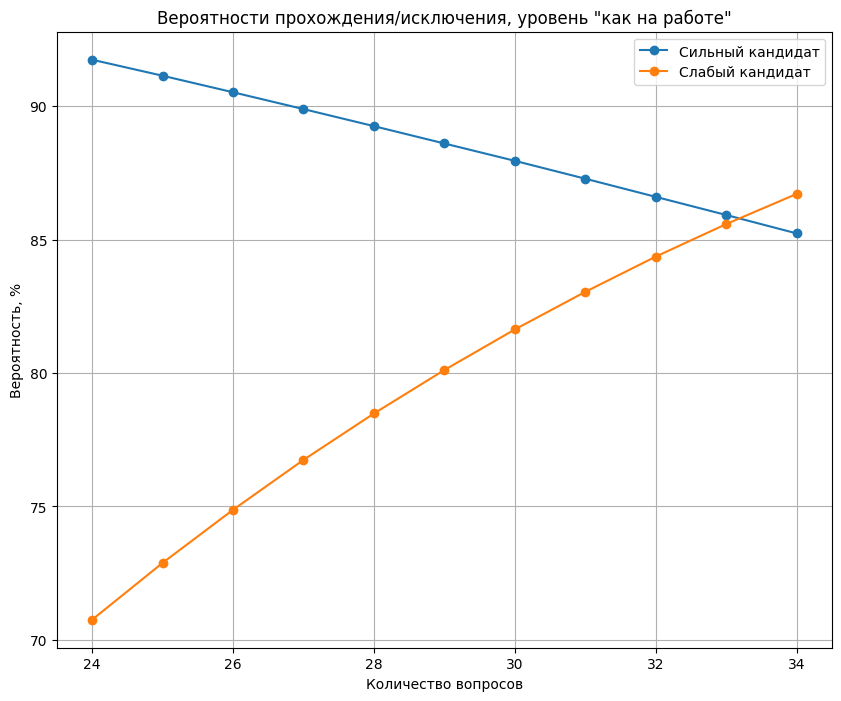 Вероятности прохождения/исключения, уровень "как на работе"
Сильный кандидат
Слабый кандидат
Вероятность, %
90
85
80
75
70
24 26 28 30 32 34
Количество вопросов